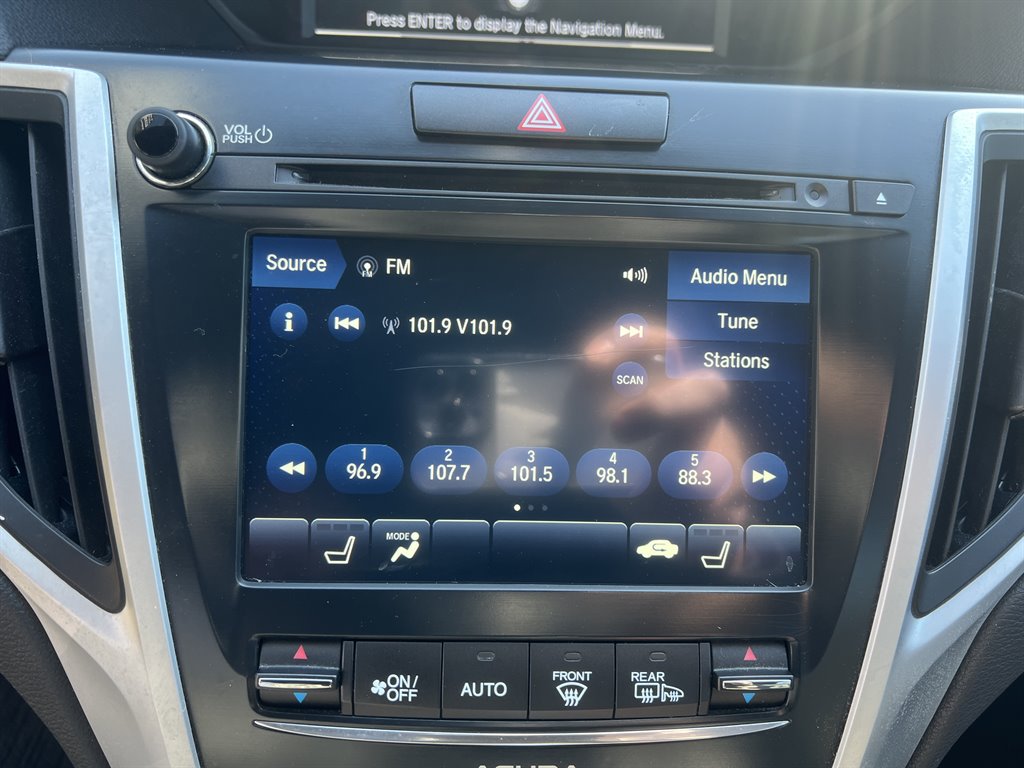 Press ENTER to display the Navigation Menu.
VOL
PUSH
Source
FM
FM
Audio Menu
i
101.9 V101.9
Tune
Stations
SCAN
1
96.9
2
107.7
3
101.5
4
98.1
5
88.3
MODE
ON/
OFF
AUTO
FRONT
REAR
ACURA